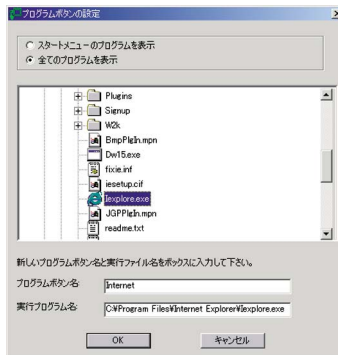 プログラムボタンの設定
スタートメニューのプログラムを表示
全てのプログラムを表示
Plugins
Signup
W2k
BmpPlgIn.mpn
Dw15.exe
fixie.inf
iesetup.cif
Iexplore.exe
JGPPlgIn.mpn
readme.txt
新しいプログラムボタン名と実行ファイル名をボックスに入力して下さい。
プログラムボタン名 Internet
実行プログラム名 C:¥Program Files¥Internet Explorer¥Iexplore.exe
OK キャンセル